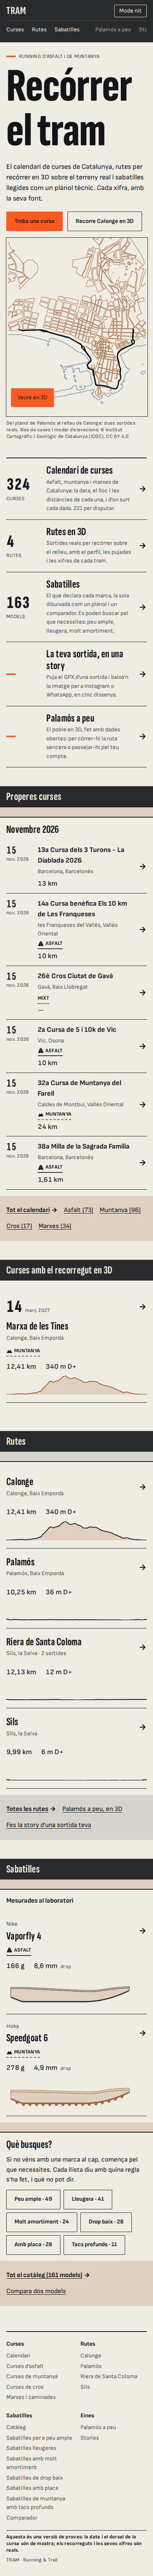 TRAM
Mode nit
Curses Rutes Sabatilles Palamós a peu
RUNNING D'ASFALT I DE MUNTANYA
Recórrer
el tram
El calendari de curses de Catalunya, rutes per
recórrer en 3D sobre el terreny real i sabatilles
llegides com un plànol tècnic. Cada xifra, amb
la seva font.
Troba una cursa
Recorre Calonge en 3D
Veure en 3D
Del plànol de Palamós al relleu de Calonge: dues sortides
reals. Eixos de cases i model d'elevacions: © Institut
Cartogràfic i Geològic de Catalunya (ICGC), CC BY 4.0
324
CURSES
Calendari de curses
Asfalt, muntanya i marxes de
Catalunya: la data, el lloc i les
distàncies de cada una, i d'on surt
cada dada. 221 per disputar.
4
RUTES
Rutes en 3D
Sortides reals per recórrer sobre
el relleu, amb el perfil, les pujades
i les xifres de cada tram.
163
MODELS
Sabatilles
El que declara cada marca, la sola
dibuixada com un plànol i un
comparador. Es poden buscar pel
que necessites: peu ample,
lleugera, molt amortiment.
La teva sortida, en una
story
Puja el GPX d'una sortida i baixa'n
la imatge per a Instagram o
WhatsApp, en cinc dissenys.
Palamós a peu
El poble en 3D, fet amb dades
obertes: per córrer-hi la ruta
sencera o passejar-hi pel teu
compte.
Properes curses
Novembre 2026
15
nov. 2026
13a Cursa dels 3 Turons - La
Diablada 2026
Barcelona, Barcelonès
13 km
15
nov. 2026
14a Cursa benèfica Els 10 km
de Les Franqueses
les Franqueses del Vallès, Vallès
Oriental
ASFALT
10 km
15
nov. 2026
26è Cros Ciutat de Gavà
Gavà, Baix Llobregat
MIXT
—
15
nov. 2026
2a Cursa de 5 i 10k de Vic
Vic, Osona
ASFALT
10 km
15
nov. 2026
32a Cursa de Muntanya del
Farell
Caldes de Montbui, Vallès Oriental
MUNTANYA
24 km
15
nov. 2026
38a Milla de la Sagrada Família
Barcelona, Barcelonès
ASFALT
1,61 km
Tot el calendari Asfalt (73) Muntanya (96)
Cros (17) Marxes (34)
Curses amb el recorregut en 3D
14 març 2027
Marxa de les Tines
Calonge, Baix Empordà
MUNTANYA
12,41 km 340 m D+
Rutes
Calonge
Calonge, Baix Empordà
12,41 km 340 m D+
Palamós
Palamós, Baix Empordà
10,25 km 36 m D+
Riera de Santa Coloma
Sils, la Selva · 2 sortides
12,13 km 12 m D+
Sils
Sils, la Selva
9,99 km 6 m D+
Totes les rutes Palamós a peu, en 3D
Fes la story d'una sortida teva
Sabatilles
Mesurades al laboratori
Nike
Vaporfly 4
ASFALT
166 g 8,6 mm drop
Hoka
Speedgoat 6
MUNTANYA
278 g 4,9 mm drop
Què busques?
Si no véns amb una marca al cap, comença pel
que necessites. Cada llista diu amb quina regla
s'ha fet, i què no pot dir.
Peu ample · 49 Lleugera · 41
Molt amortiment · 24 Drop baix · 28
Amb placa · 28 Tacs profunds · 11
Tot el catàleg (161 models)
Compara dos models
Curses
Calendari
Curses d'asfalt
Curses de muntanya
Curses de cros
Marxes i caminades
Rutes
Calonge
Palamós
Riera de Santa Coloma
Sils
Sabatilles
Catàleg
Sabatilles per a peu ample
Sabatilles lleugeres
Sabatilles amb molt
amortiment
Sabatilles de drop baix
Sabatilles amb placa
Sabatilles de muntanya
amb tacs profunds
Comparador
Eines
Palamós a peu
Stories
Aquesta és una versió de proves: la data i el dorsal de la
cursa són de mostra; els recorreguts i les seves xifres són
reals.
TRAM · Running & Trail